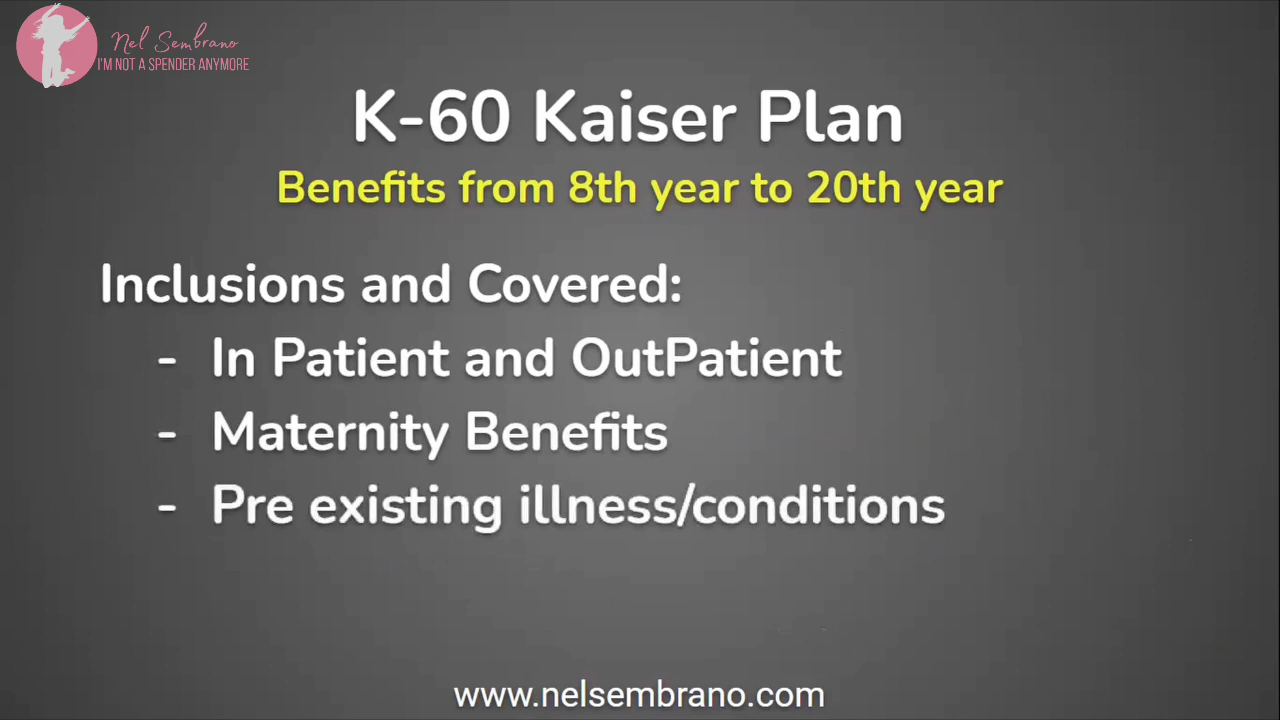 Nel Sembrano
I'M NOT A SPENDER ANYMORE
K-60 Kaiser Plan
Benefits from 8th year to 20th year
Inclusions and Covered:
- In Patient and OutPatient
- Maternity Benefits
- Pre existing illness/conditions
www.nelsembrano.com